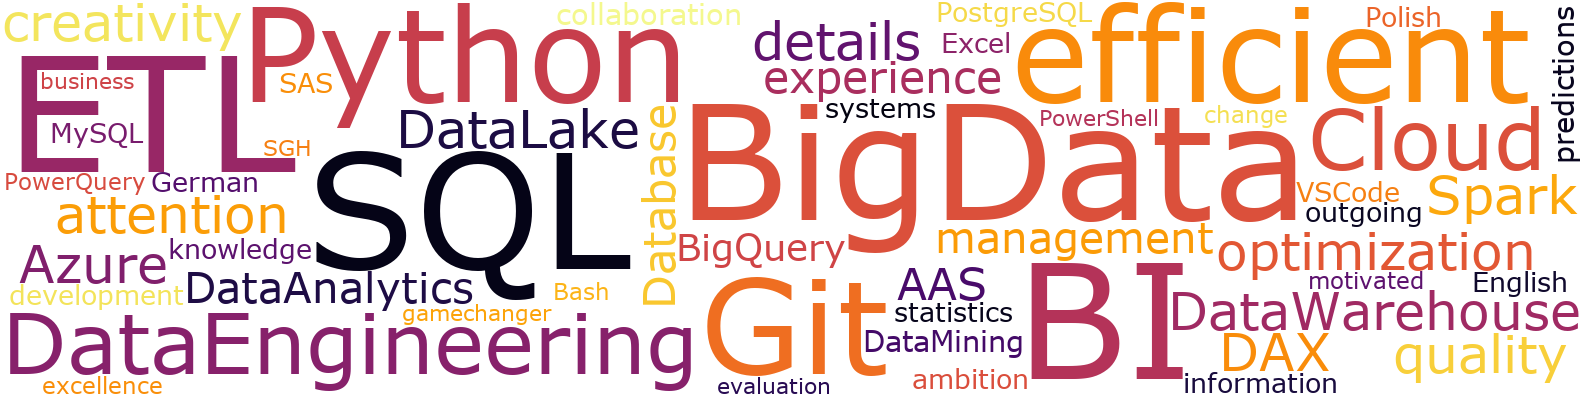 creativity
Python
collaboration
details
PostgreSQL
Excel
efficient
Polish
predictions
ETL
business
SAS
experience
MySQL
SGH
DataLake
Database
systems
BigData
PowerShell
change
Cloud
PowerQuery
German
SQL
VSCode
outgoing
Spark
attention
knowledge
BigQuery
management
optimization
Azure
development
DataAnalytics
Bash
gamechanger
Git
AAS
statistics
BI
motivated
English
DataWarehouse
DataEngineering
DataMining
DAX
quality
excellence
evaluation
ambition
information